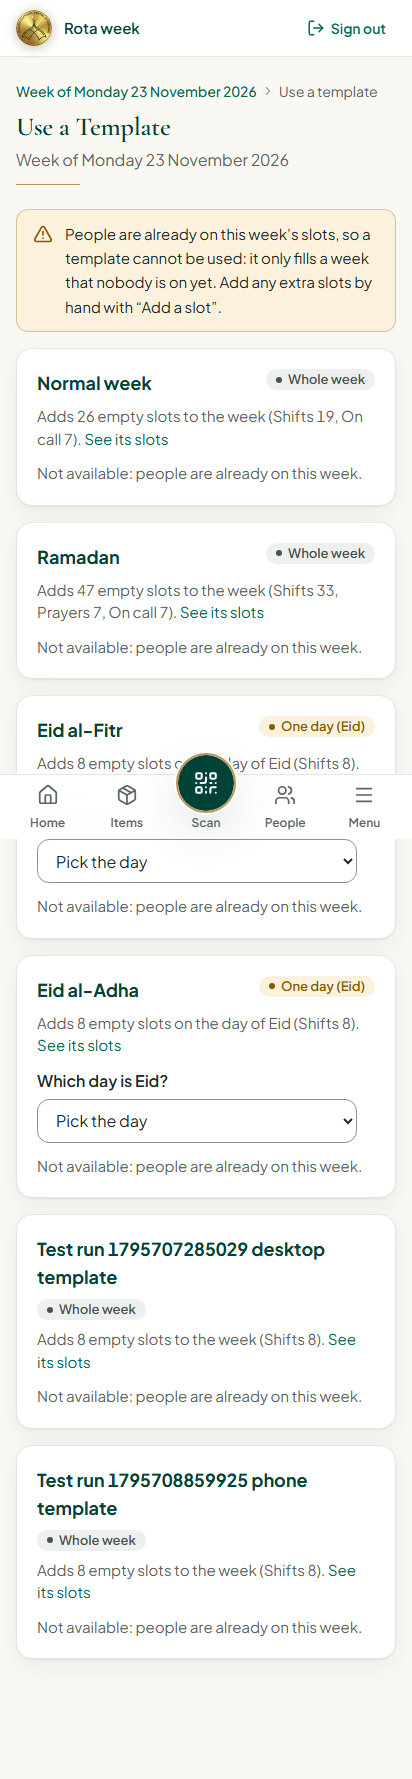 Rota week
Sign out
Week of Monday 23 November 2026 > Use a template
Use a Template
Week of Monday 23 November 2026
People are already on this week's slots, so a
template cannot be used: it only fills a week
that nobody is on yet. Add any extra slots by
hand with “Add a slot”.
Normal week
Whole week
Adds 26 empty slots to the week (Shifts 19, On
call 7). See its slots
Not available: people are already on this week.
Ramadan
Whole week
Adds 47 empty slots to the week (Shifts 33,
Prayers 7, On call 7). See its slots
Not available: people are already on this week.
Eid al-Fitr
One day (Eid)
Adds 8 empty slots day of Eid (Shifts 8).
Home
Items
Scan
People
Menu
Pick the day
Not available: people are already on this week.
Eid al-Adha
One day (Eid)
Adds 8 empty slots on the day of Eid (Shifts 8).
See its slots
Which day is Eid?
Pick the day
Not available: people are already on this week.
Test run 1795707285029 desktop
template
Whole week
Adds 8 empty slots to the week (Shifts 8). See
its slots
Not available: people are already on this week.
Test run 1795708859925 phone
template
Whole week
Adds 8 empty slots to the week (Shifts 8). See
its slots
Not available: people are already on this week.